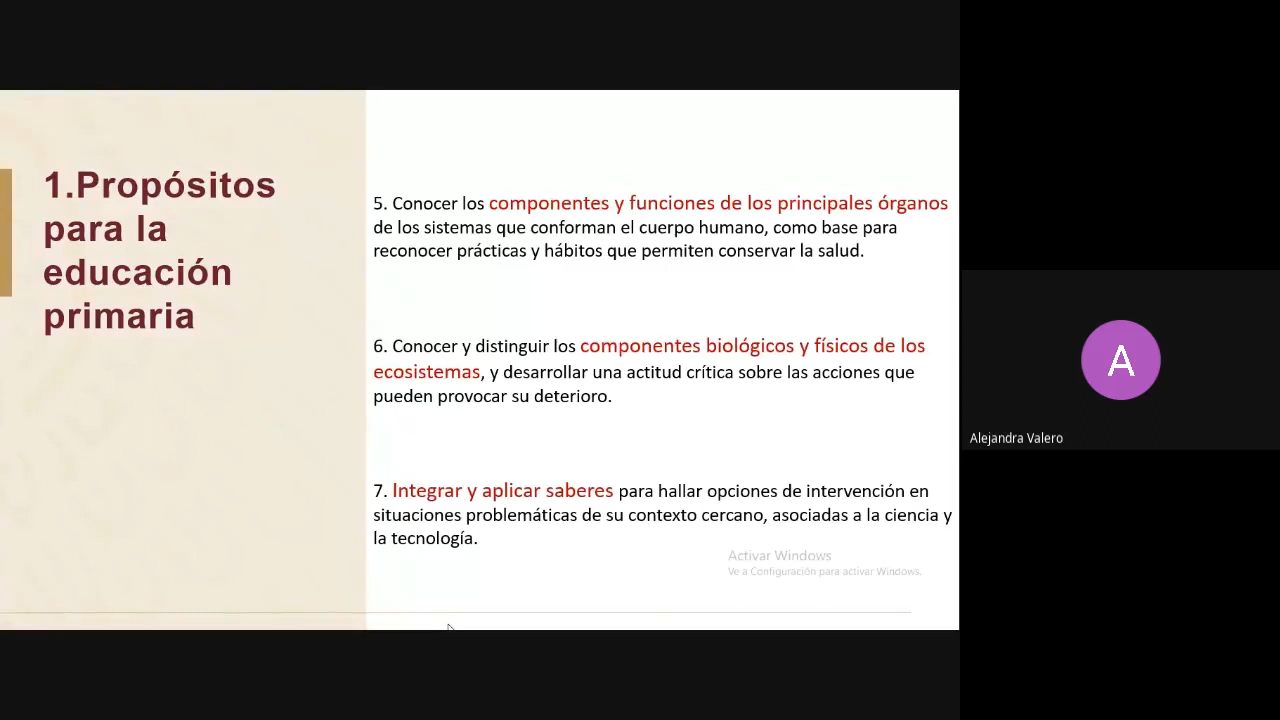 1.Propósitos
para la
educación
primaria
5. Conocer los componentes y funciones de los principales órganos
de los sistemas que conforman el cuerpo humano, como base para
reconocer prácticas y hábitos que permiten conservar la salud.
6. Conocer y distinguir los componentes biológicos y físicos de los
ecosistemas, y desarrollar una actitud crítica sobre las acciones que
pueden provocar su deterioro.
7. Integrar y aplicar saberes para hallar opciones de intervención en
situaciones problemáticas de su contexto cercano, asociadas a la ciencia y
la tecnología.
Activar Windows
Ve a Configuración para activar Windows.
A
Alejandra Valero